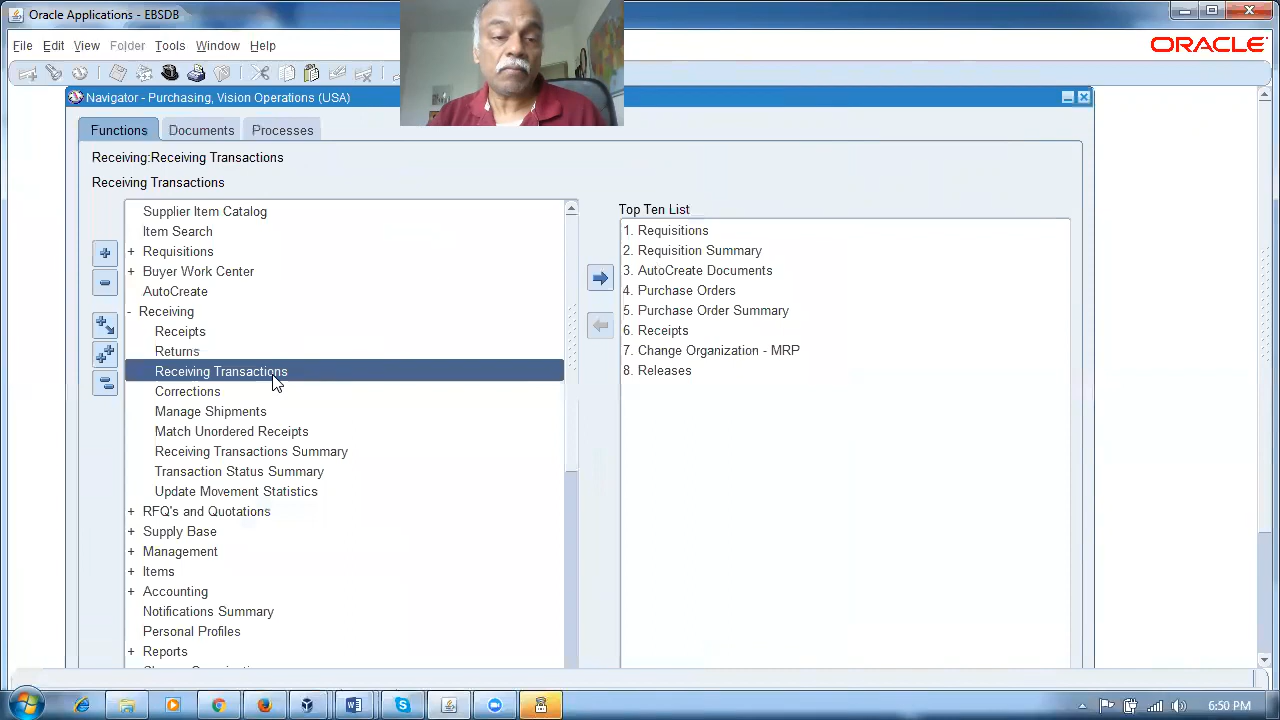 Oracle Applications - EBSDB
File Edit View Folder Tools Window Help
ORACLE
Navigator - Purchasing, Vision Operations (USA)
Functions Documents Processes
Receiving:Receiving Transactions
Receiving Transactions
Supplier Item Catalog
Item Search
+ Requisitions
+ Buyer Work Center
AutoCreate
- Receiving
Receipts
Returns
Receiving Transactions
Corrections
Manage Shipments
Match Unordered Receipts
Receiving Transactions Summary
Transaction Status Summary
Update Movement Statistics
+ RFQ's and Quotations
+ Supply Base
+ Management
+ Items
+ Accounting
Notifications Summary
Personal Profiles
+ Reports
Top Ten List
1. Requisitions
2. Requisition Summary
3. AutoCreate Documents
4. Purchase Orders
5. Purchase Order Summary
6. Receipts
7. Change Organization - MRP
8. Releases
6:50 PM